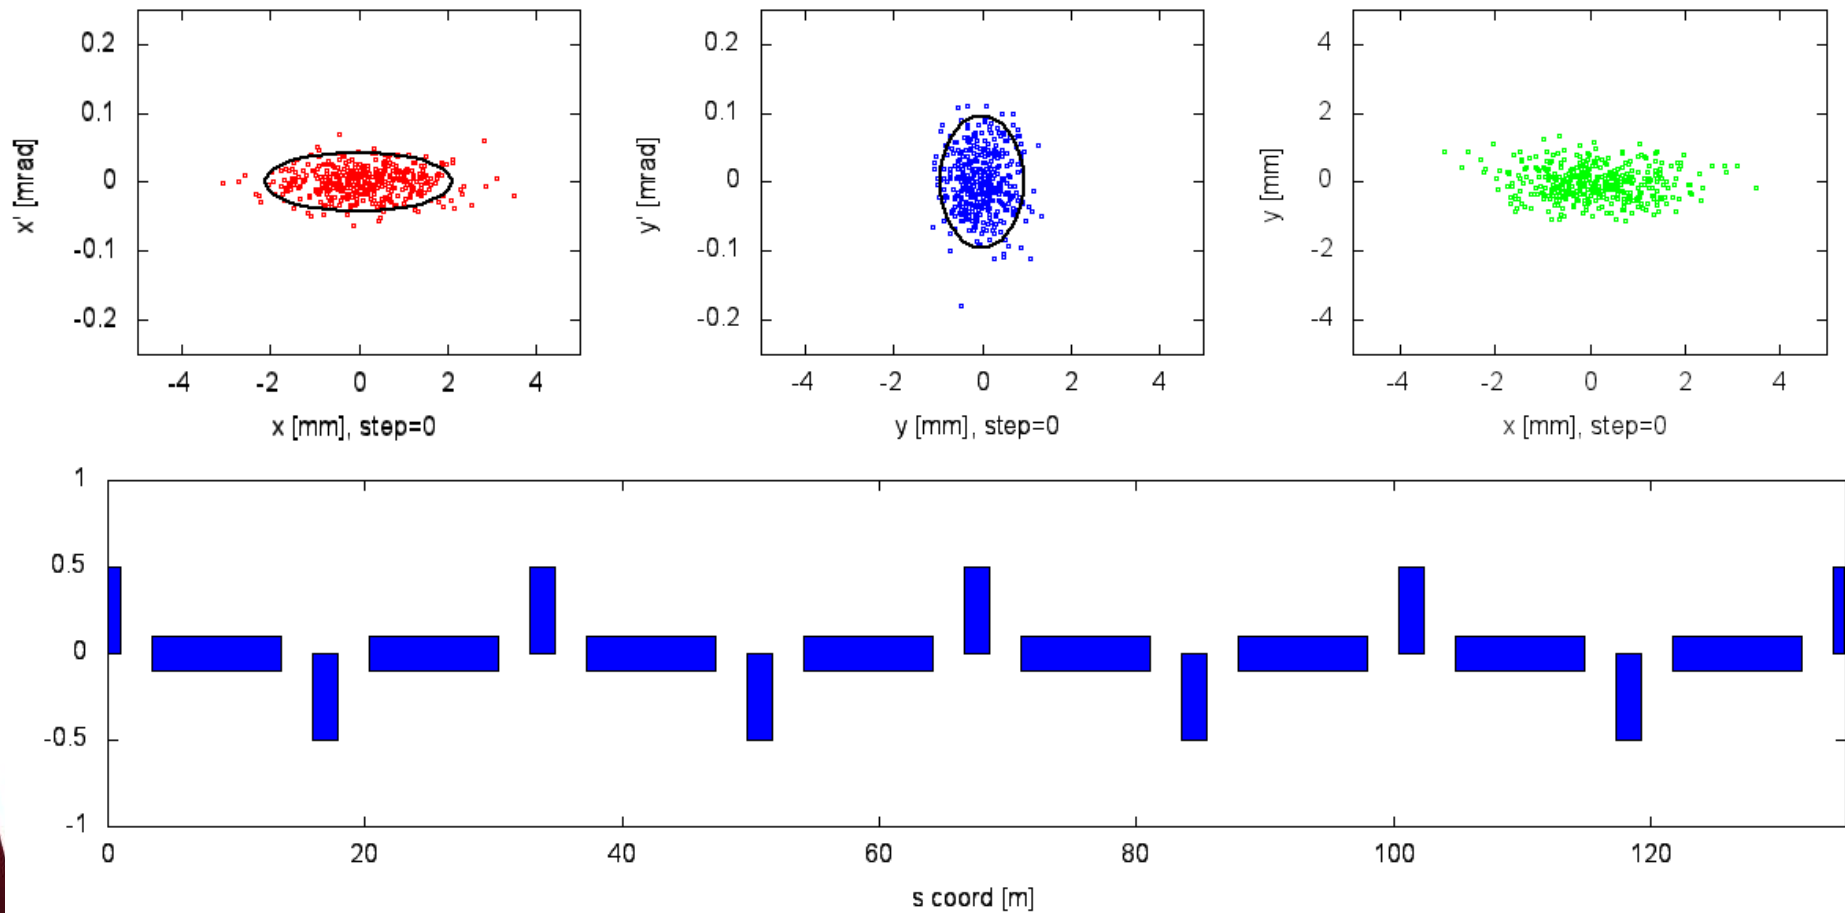 0.2
0.1
0
-0.1
-0.2
x' [mrad]
-4 -2 0 2 4
x [mm], step=0
0.2
0.1
0
-0.1
-0.2
y' [mrad]
-4 -2 0 2 4
y [mm], step=0
4
2
0
-2
-4
y [mm]
-4 -2 0 2 4
x [mm], step=0
1
0.5
0
-0.5
-1
0 20 40 60 80 100 120
s coord [m]